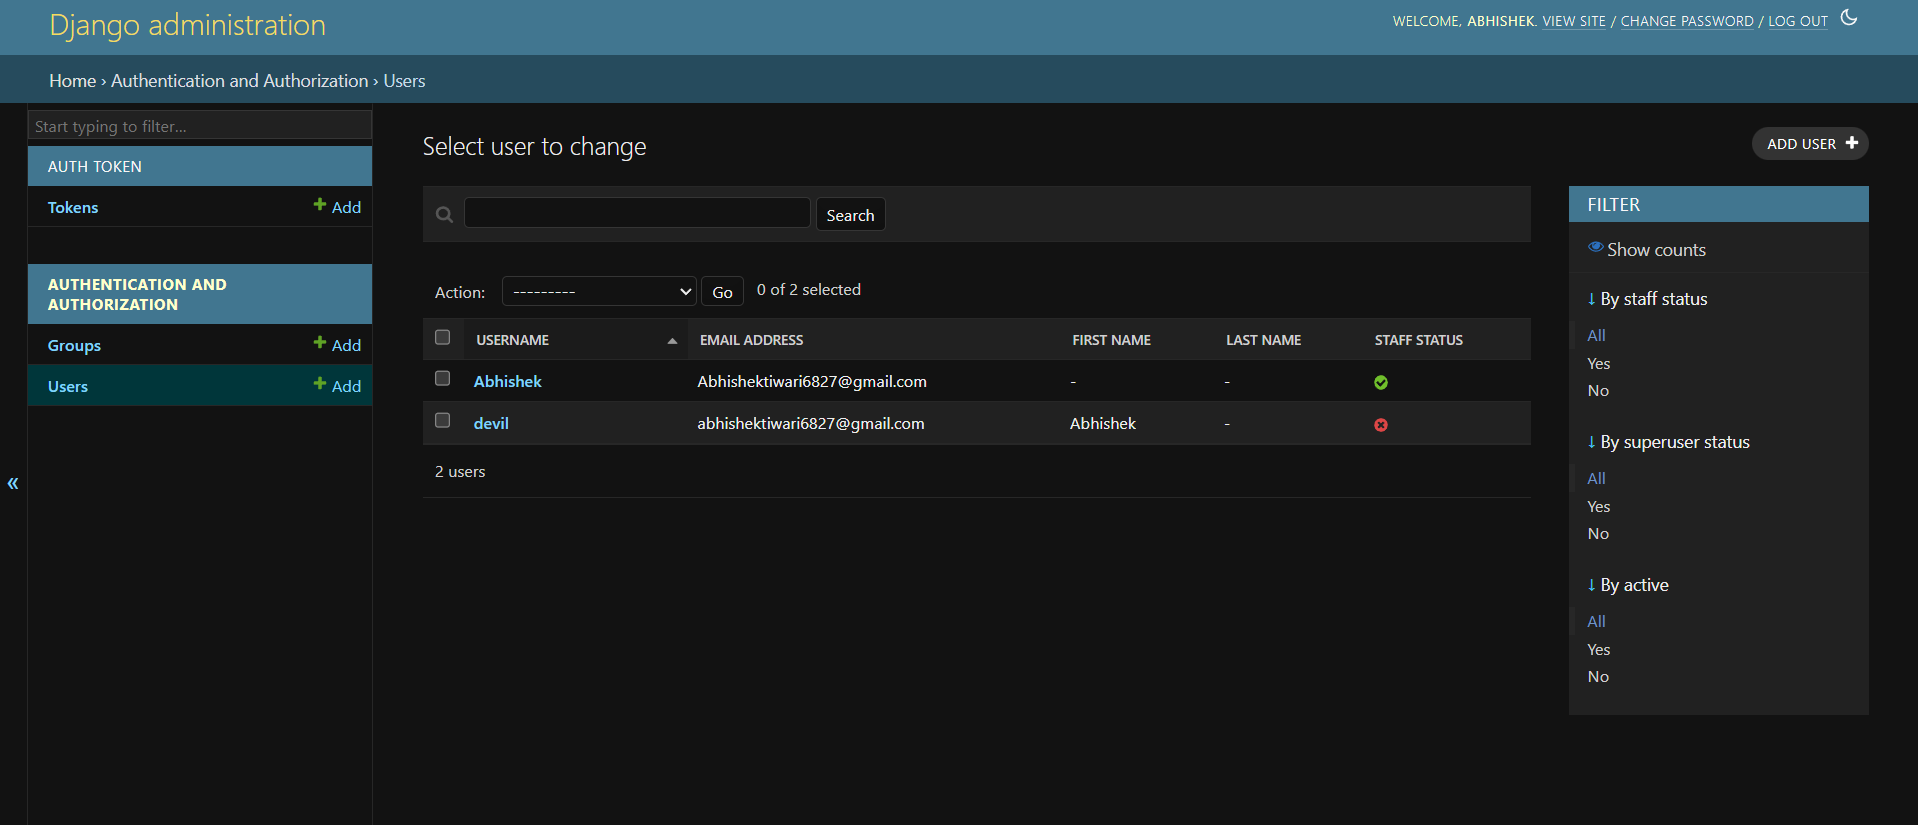 Django administration
WELCOME, ABHISHEK. VIEW SITE / CHANGE PASSWORD / LOG OUT
Home › Authentication and Authorization › Users
Start typing to filter...
AUTH TOKEN
Tokens Add
AUTHENTICATION AND
AUTHORIZATION
Groups Add
Users Add
«
Select user to change
ADD USER
Search
Action: --------- Go 0 of 2 selected
USERNAME EMAIL ADDRESS FIRST NAME LAST NAME STAFF STATUS
Abhishek Abhishektiwari6827@gmail.com - -
devil abhishektiwari6827@gmail.com Abhishek -
2 users
FILTER
Show counts
↓ By staff status
All
Yes
No
↓ By superuser status
All
Yes
No
↓ By active
All
Yes
No